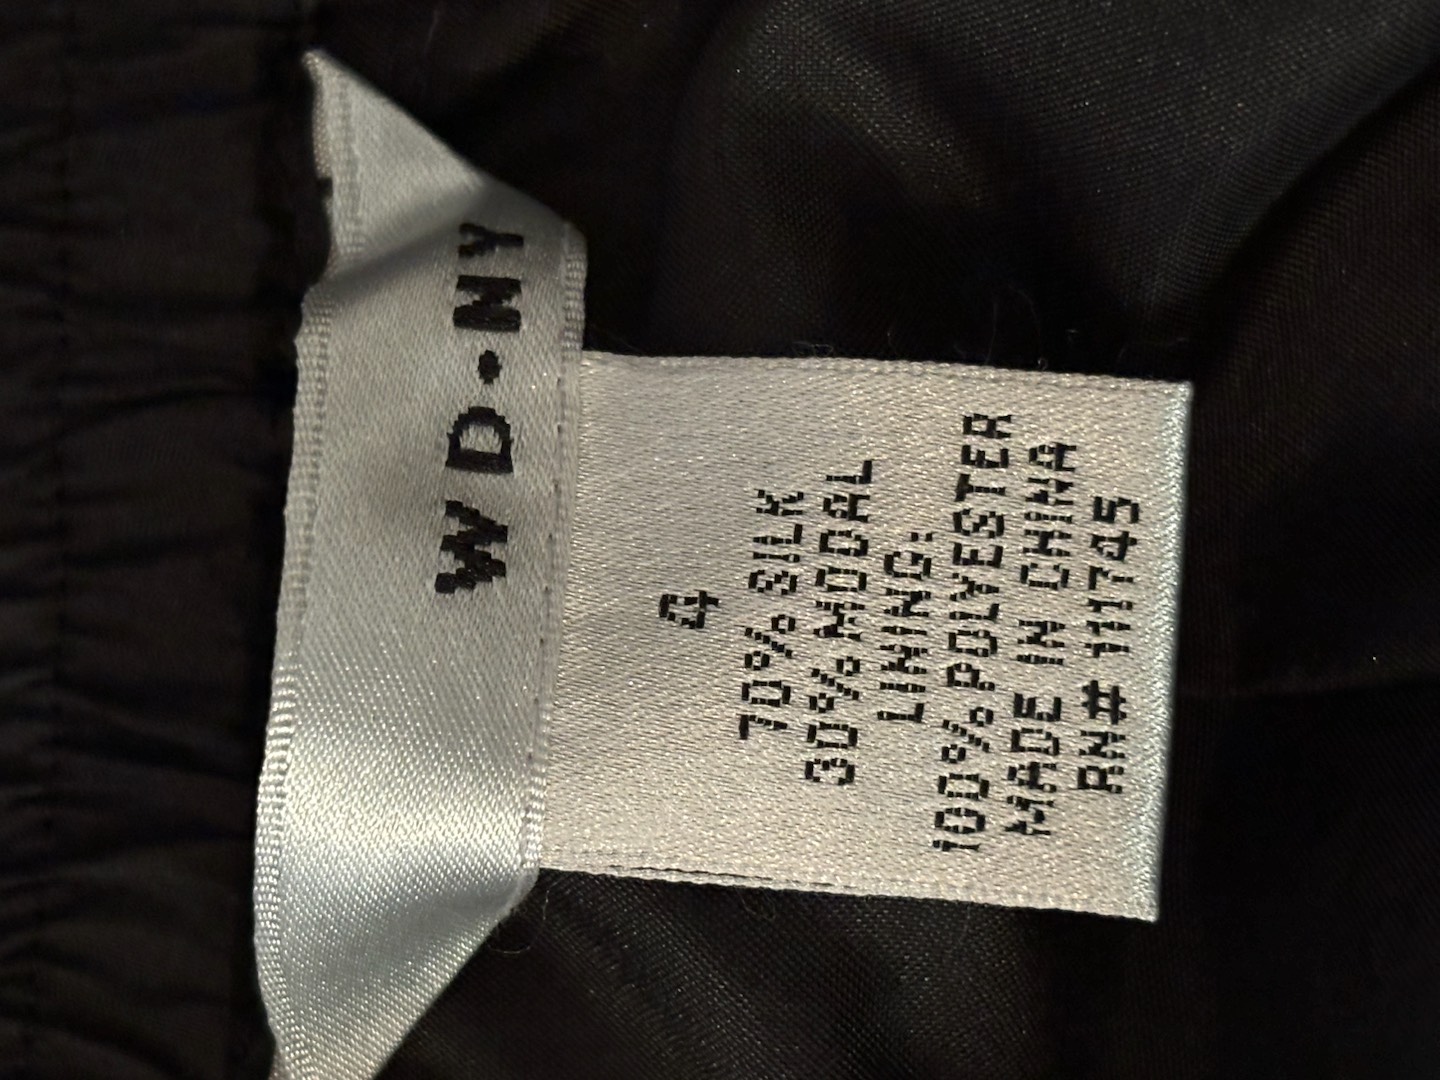 WD•NY
4
70% SILK
30% MODAL
LINING:
100% POLYESTER
MADE IN CHINA
RN# 111745